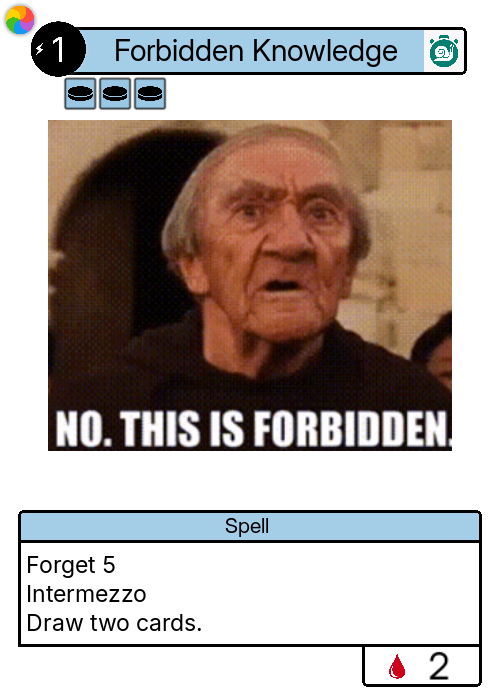 1
Forbidden Knowledge
NO. THIS IS FORBIDDEN.
Spell
Forget 5
Intermezzo
Draw two cards.
2